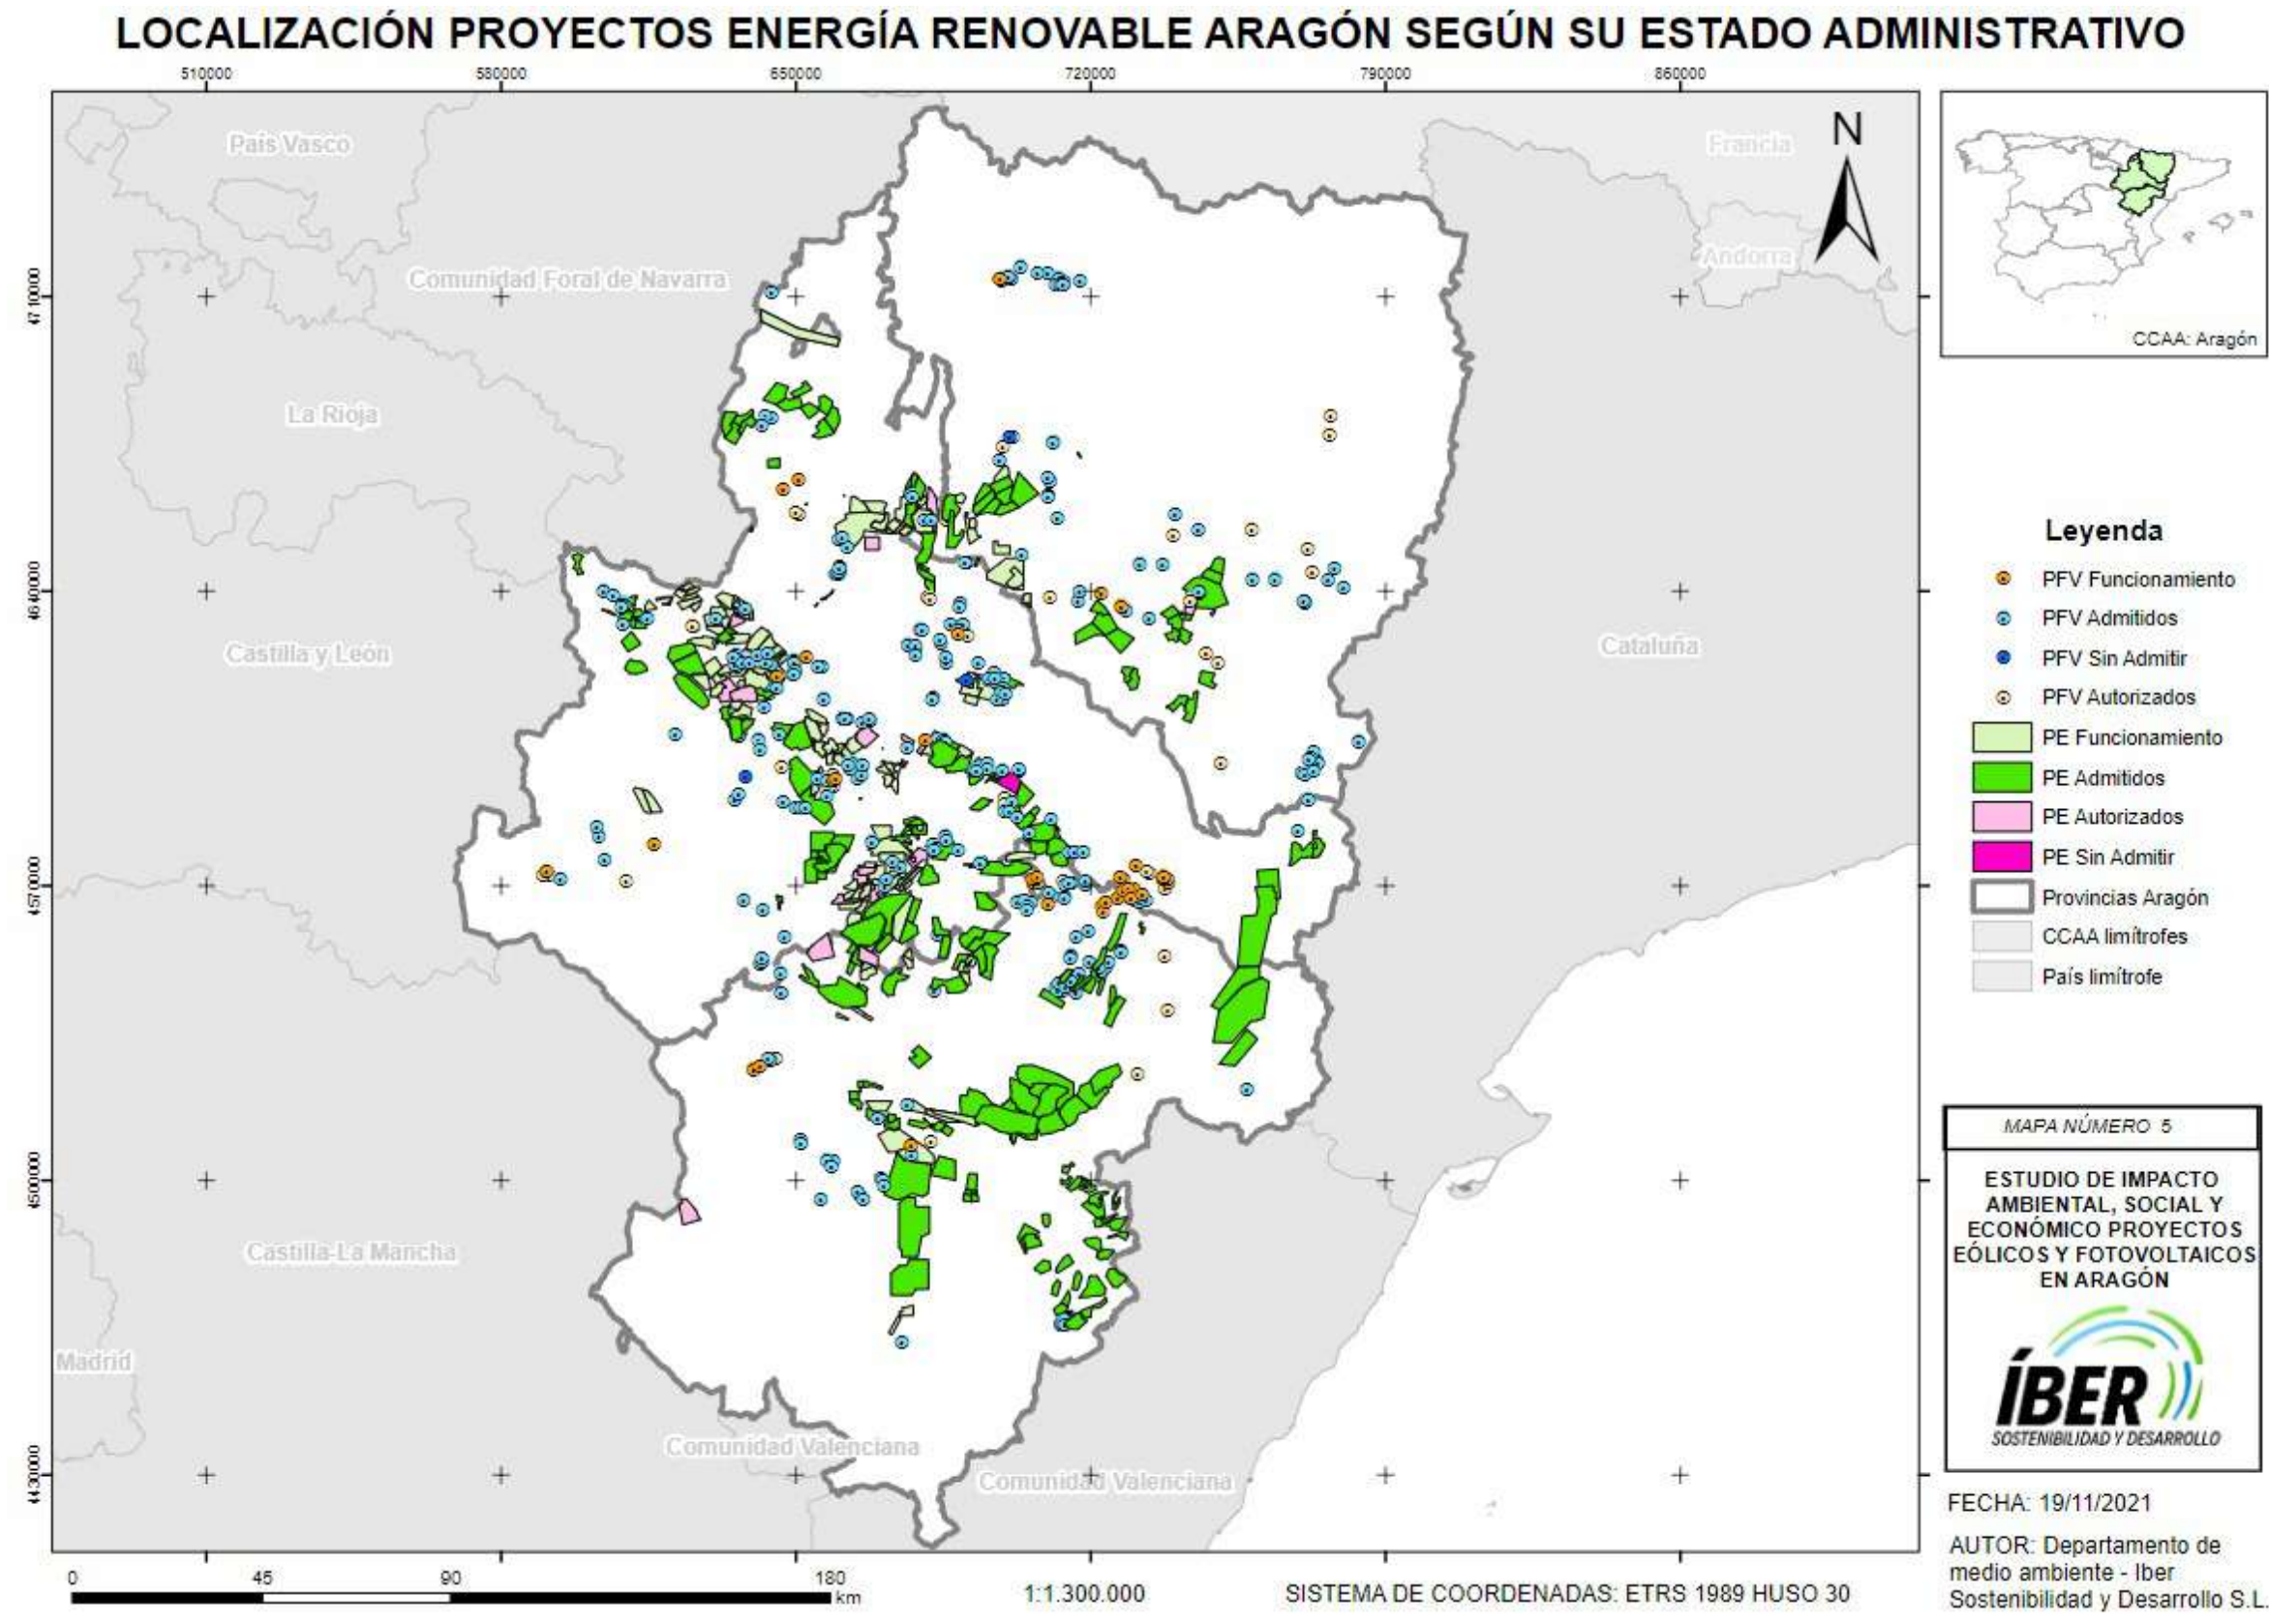 LOCALIZACIÓN PROYECTOS ENERGÍA RENOVABLE ARAGÓN SEGÚN SU ESTADO ADMINISTRATIVO
510000 580000 650000 720000 790000 860000
4710000
4640000
4570000
4500000
4430000
País Vasco
Francia
Andorra
Comunidad Foral de Navarra
La Rioja
Castilla y León
Cataluña
Castilla-La Mancha
Madrid
Comunidad Valenciana
Comunidad Valenciana
N
CCAA: Aragón
Leyenda
PFV Funcionamiento
PFV Admitidos
PFV Sin Admitir
PFV Autorizados
PE Funcionamiento
PE Admitidos
PE Autorizados
PE Sin Admitir
Provincias Aragón
CCAA limítrofes
País limítrofe
MAPA NÚMERO 5
ESTUDIO DE IMPACTO
AMBIENTAL, SOCIAL Y
ECONÓMICO PROYECTOS
EÓLICOS Y FOTOVOLTAICOS
EN ARAGÓN
ÍBER
SOSTENIBILIDAD Y DESARROLLO
FECHA: 19/11/2021
AUTOR: Departamento de
medio ambiente - Iber
Sostenibilidad y Desarrollo S.L.
0 45 90 180
km
1:1.300.000
SISTEMA DE COORDENADAS: ETRS 1989 HUSO 30